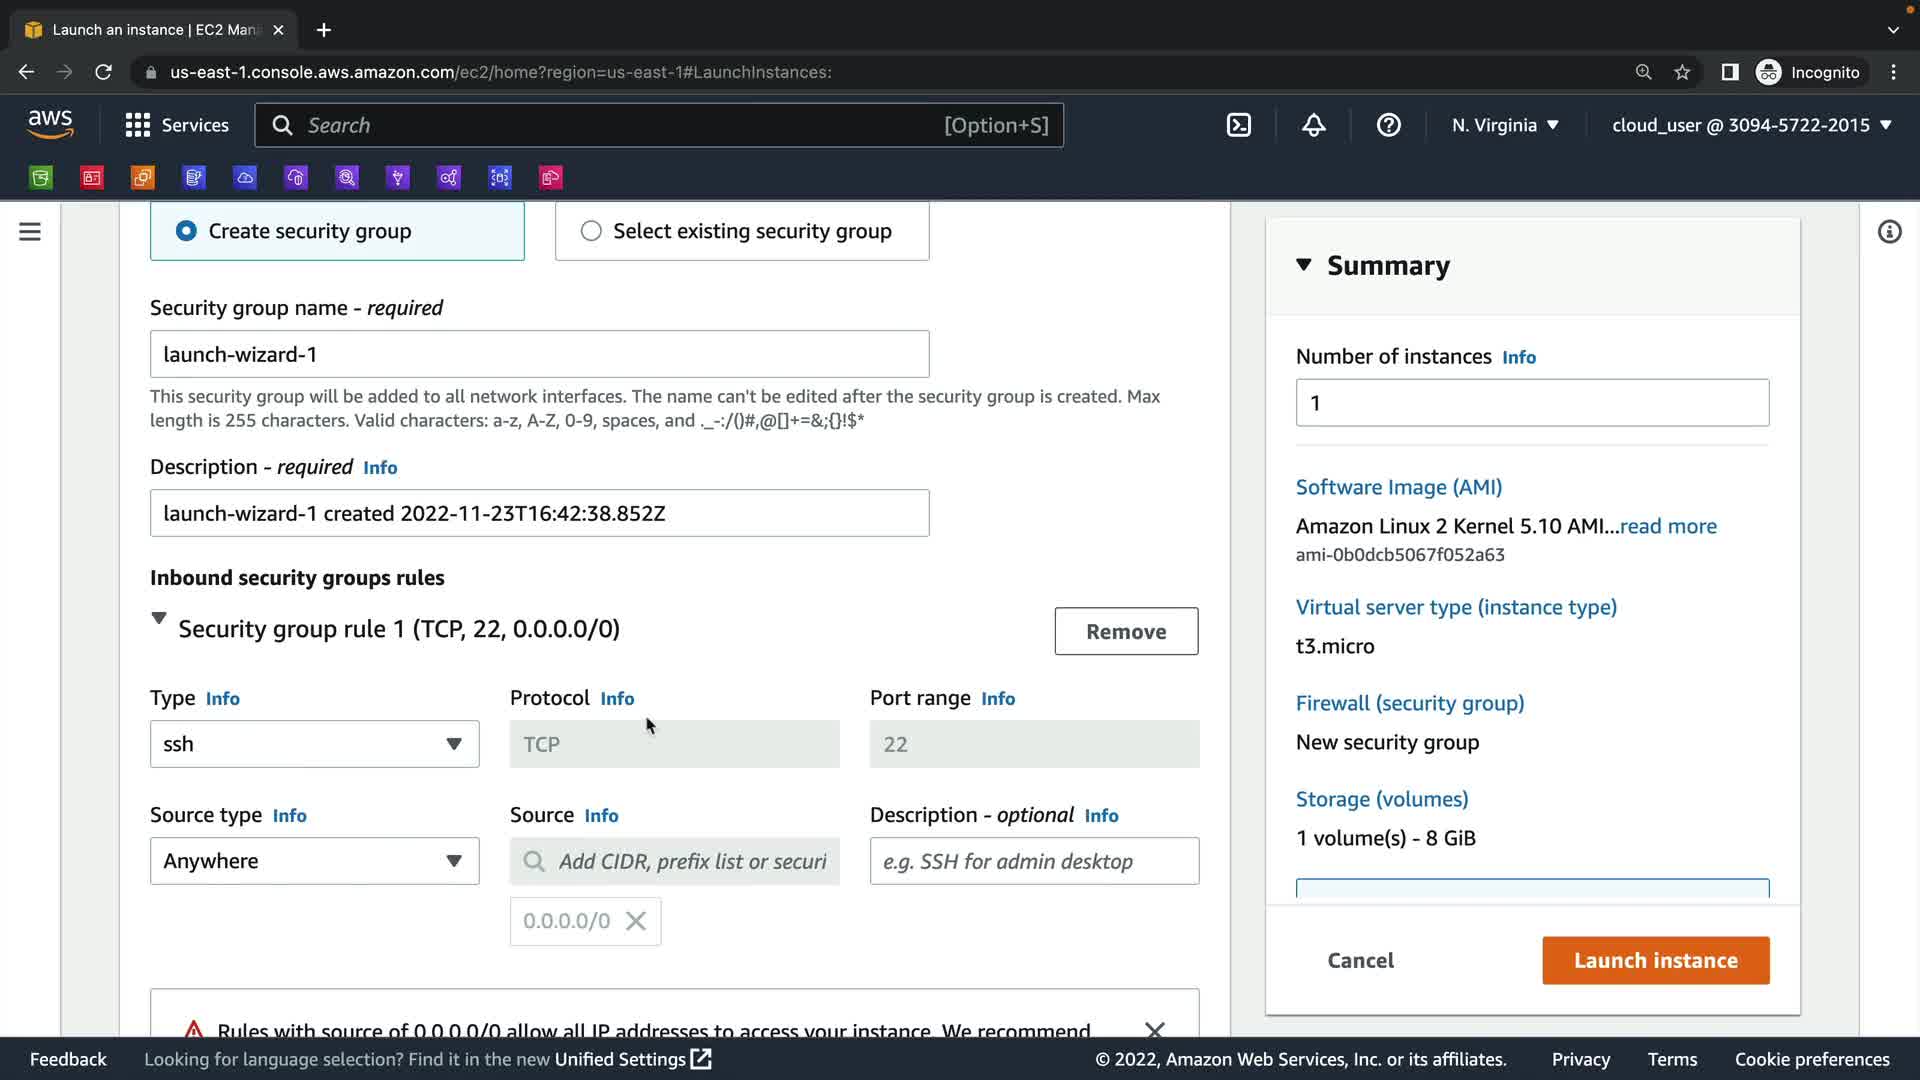 Launch an instance | EC2 Man
us-east-1.console.aws.amazon.com/ec2/home?region=us-east-1#LaunchInstances:
Incognito
aws
Services
Search
[Option+S]
N. Virginia
cloud_user @ 3094-5722-2015
Create security group
Select existing security group
Security group name - required
launch-wizard-1
This security group will be added to all network interfaces. The name can't be edited after the security group is created. Max
length is 255 characters. Valid characters: a-z, A-Z, 0-9, spaces, and ._-:/()#,@[]+=&;{}!$*
Description - required Info
launch-wizard-1 created 2022-11-23T16:42:38.852Z
Inbound security groups rules
Security group rule 1 (TCP, 22, 0.0.0.0/0)
Remove
Type Info
Protocol Info
Port range Info
ssh
TCP
22
Source type Info
Source Info
Description - optional Info
Anywhere
Add CIDR, prefix list or securi
e.g. SSH for admin desktop
0.0.0.0/0
Rules with source of 0.0.0.0/0 allow all IP addresses to access your instance. We recommend
Summary
Number of instances Info
1
Software Image (AMI)
Amazon Linux 2 Kernel 5.10 AMI...read more
ami-0b0dcb5067f052a63
Virtual server type (instance type)
t3.micro
Firewall (security group)
New security group
Storage (volumes)
1 volume(s) - 8 GiB
Cancel
Launch instance
Feedback
Looking for language selection? Find it in the new Unified Settings
© 2022, Amazon Web Services, Inc. or its affiliates.
Privacy
Terms
Cookie preferences